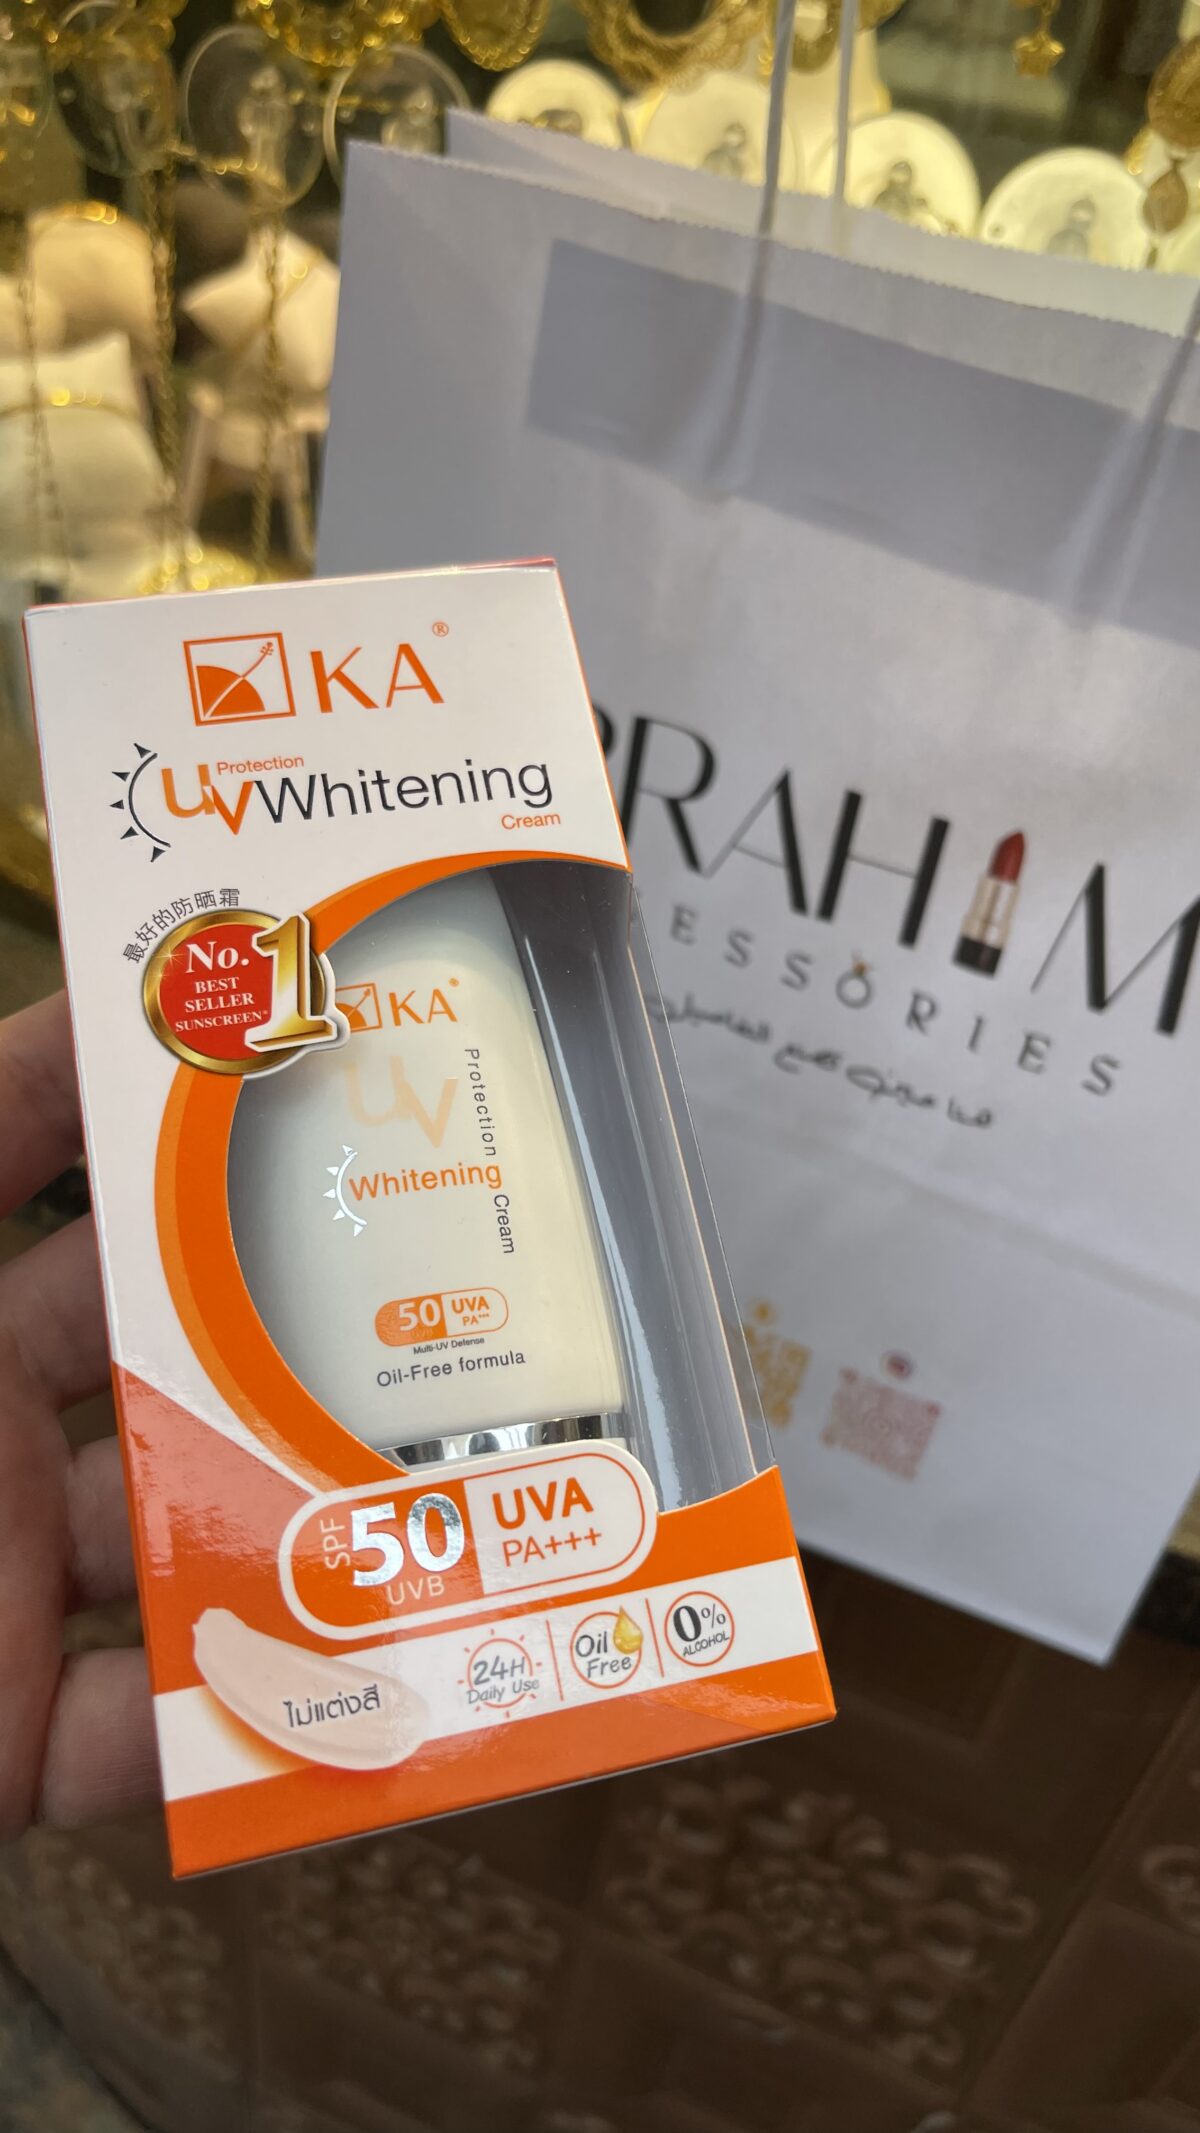 KA®
UV Protection Whitening
Cream
最好的防晒霜
No. 1
BEST
SELLER
SUNSCREEN*
KA
UV Protection Cream
Whitening
50 UVA
PA+++
Multi-UV Defense
Oil-Free formula
SPF 50 UVB
UVA
PA+++
ไม่แต่งสี
24H
Daily Use
Oil
Free
0%
ALCOHOL
RAHIM
ESSORIES